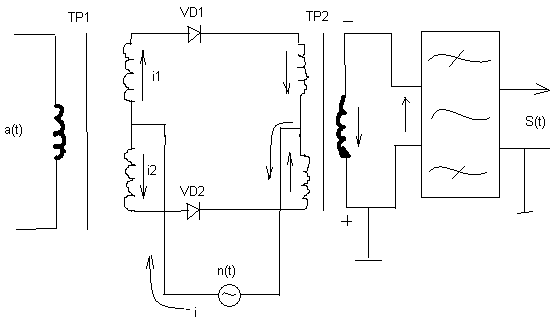 TP1
VD1
TP2
−
a(t)
i1
i2
S(t)
VD2
+
n(t)
i